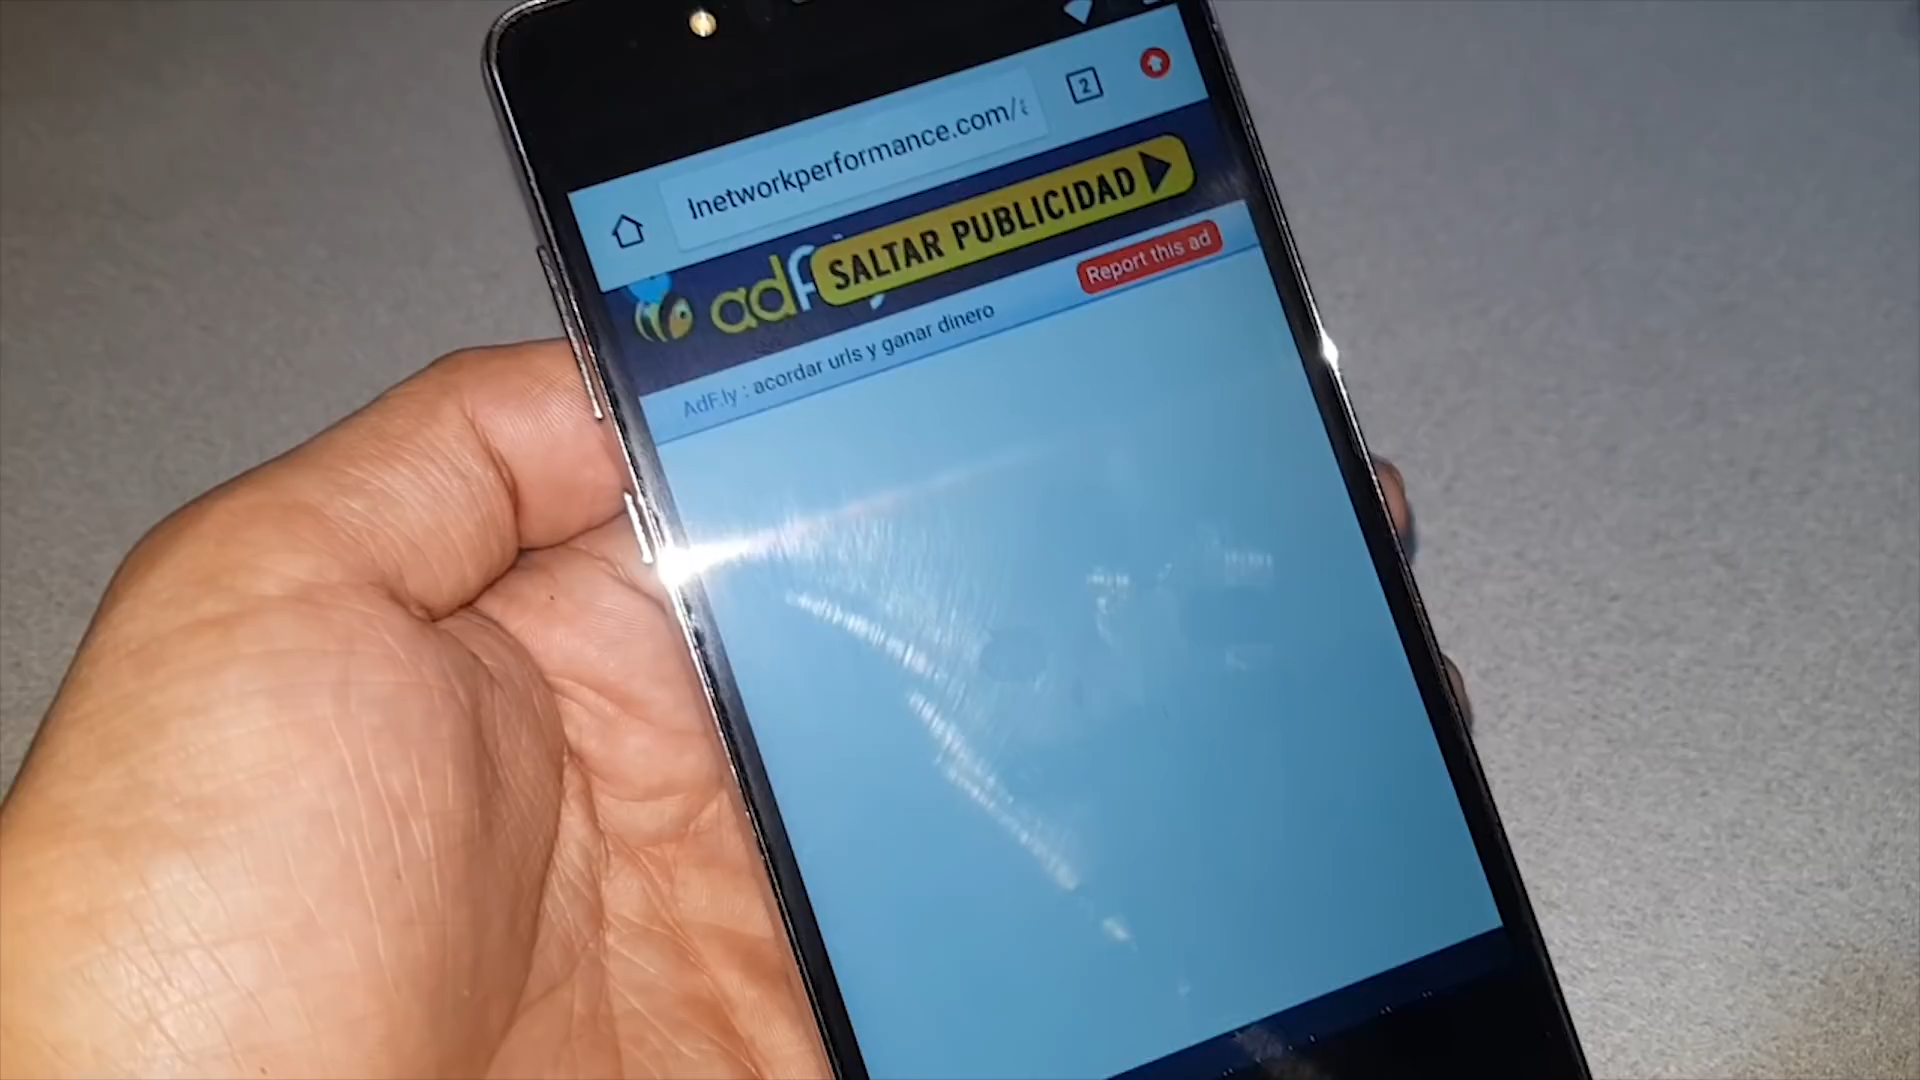 lnetworkperformance.com/
2
adf
SALTAR PUBLICIDAD
Report this ad
AdF.ly : acordar urls y ganar dinero